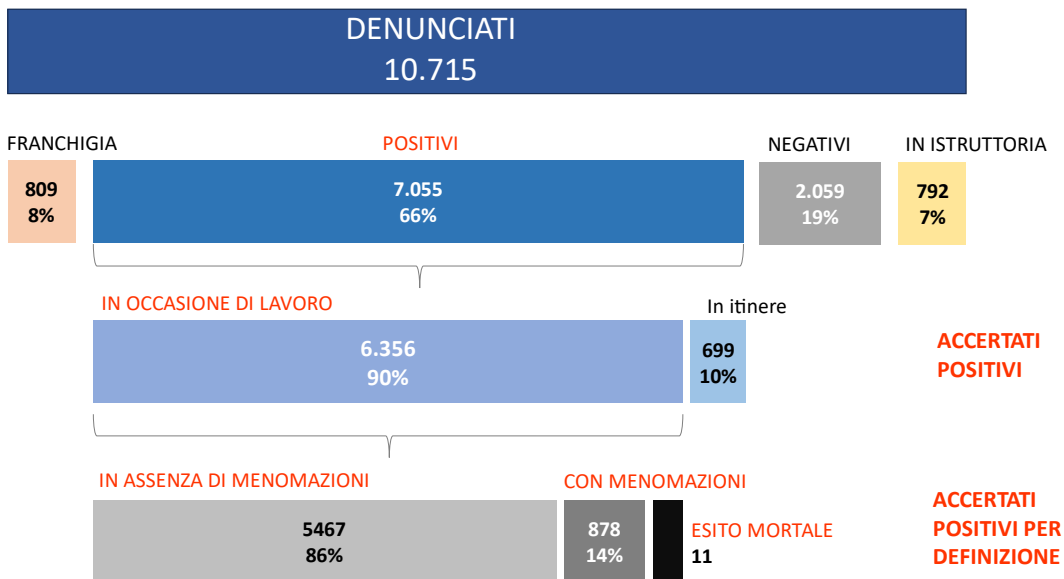 DENUNCIATI
10.715
FRANCHIGIA
POSITIVI
NEGATIVI
IN ISTRUTTORIA
809
8%
7.055
66%
2.059
19%
792
7%
IN OCCASIONE DI LAVORO
In itinere
6.356
90%
699
10%
ACCERTATI
POSITIVI
IN ASSENZA DI MENOMAZIONI
CON MENOMAZIONI
5467
86%
878
14%
ESITO MORTALE
11
ACCERTATI
POSITIVI PER
DEFINIZIONE